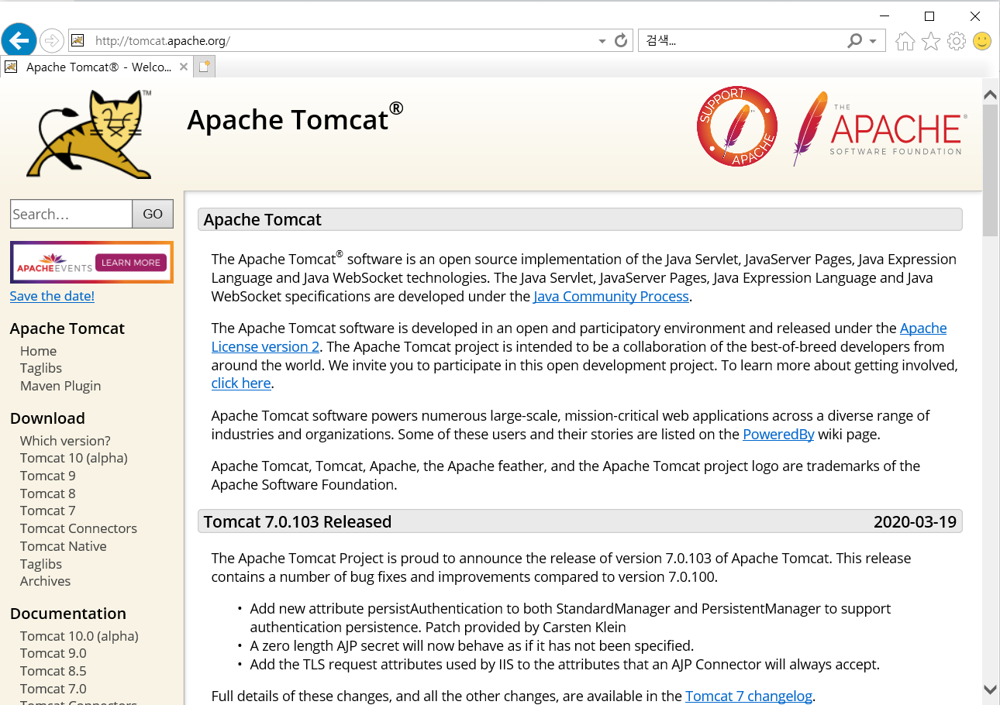 http://tomcat.apache.org/
검색...
Apache Tomcat® - Welco...
TM
Apache Tomcat®
SUPPORT
APACHE
THE
APACHE®
SOFTWARE FOUNDATION
Search…
GO
APACHEEVENTS LEARN MORE
Save the date!
Apache Tomcat
Home
Taglibs
Maven Plugin
Download
Which version?
Tomcat 10 (alpha)
Tomcat 9
Tomcat 8
Tomcat 7
Tomcat Connectors
Tomcat Native
Taglibs
Archives
Documentation
Tomcat 10.0 (alpha)
Tomcat 9.0
Tomcat 8.5
Tomcat 7.0
Tomcat Connectors
Apache Tomcat
The Apache Tomcat® software is an open source implementation of the Java Servlet, JavaServer Pages, Java Expression
Language and Java WebSocket technologies. The Java Servlet, JavaServer Pages, Java Expression Language and Java
WebSocket specifications are developed under the Java Community Process.
The Apache Tomcat software is developed in an open and participatory environment and released under the Apache
License version 2. The Apache Tomcat project is intended to be a collaboration of the best-of-breed developers from
around the world. We invite you to participate in this open development project. To learn more about getting involved,
click here.
Apache Tomcat software powers numerous large-scale, mission-critical web applications across a diverse range of
industries and organizations. Some of these users and their stories are listed on the PoweredBy wiki page.
Apache Tomcat, Tomcat, Apache, the Apache feather, and the Apache Tomcat project logo are trademarks of the
Apache Software Foundation.
Tomcat 7.0.103 Released 2020-03-19
The Apache Tomcat Project is proud to announce the release of version 7.0.103 of Apache Tomcat. This release
contains a number of bug fixes and improvements compared to version 7.0.100.
• Add new attribute persistAuthentication to both StandardManager and PersistentManager to support
authentication persistence. Patch provided by Carsten Klein
• A zero length AJP secret will now behave as if it has not been specified.
• Add the TLS request attributes used by IIS to the attributes that an AJP Connector will always accept.
Full details of these changes, and all the other changes, are available in the Tomcat 7 changelog.